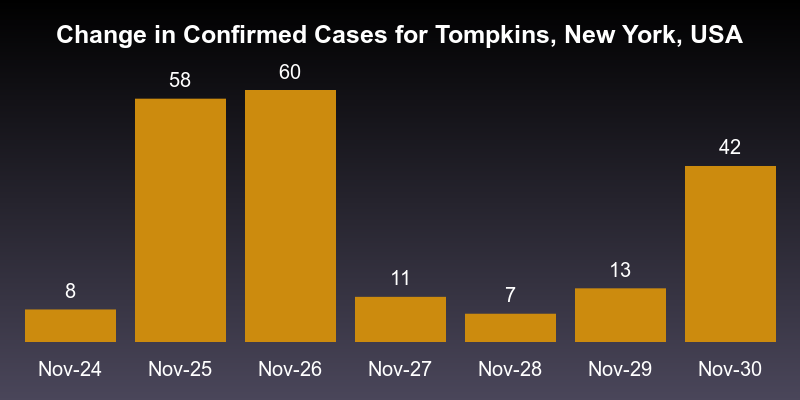 Change in Confirmed Cases for Tompkins, New York, USA
8
58
60
11
7
13
42
Nov-24
Nov-25
Nov-26
Nov-27
Nov-28
Nov-29
Nov-30